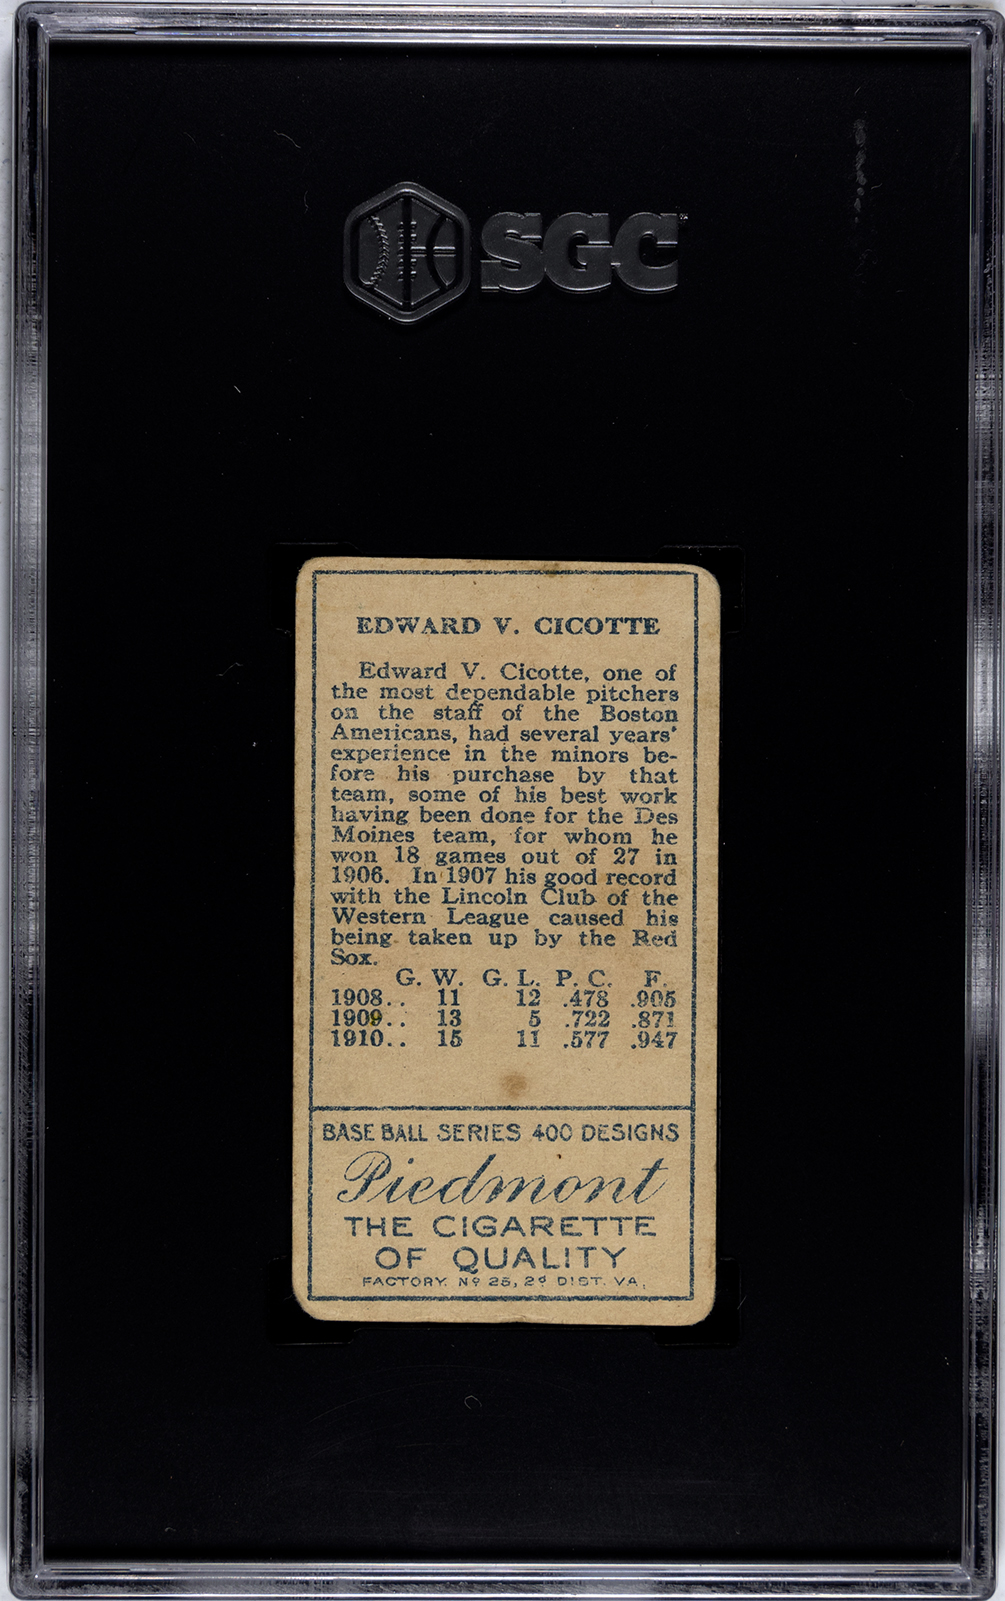 SGC
EDWARD V. CICOTTE
Edward V. Cicotte, one of
the most dependable pitchers
on the staff of the Boston
Americans, had several years'
experience in the minors be-
fore his purchase by that
team, some of his best work
having been done for the Des
Moines team, for whom he
won 18 games out of 27 in
1906. In 1907 his good record
with the Lincoln Club of the
Western League caused his
being taken up by the Red
Sox.
G. W. G. L. P. C. F.
1908.. 11 12 .478 .905
1909.. 13 5 .722 .871
1910.. 15 11 .577 .947
BASE BALL SERIES 400 DESIGNS
Piedmont
THE CIGARETTE
OF QUALITY
FACTORY Nº 25, 2d DIST. VA.